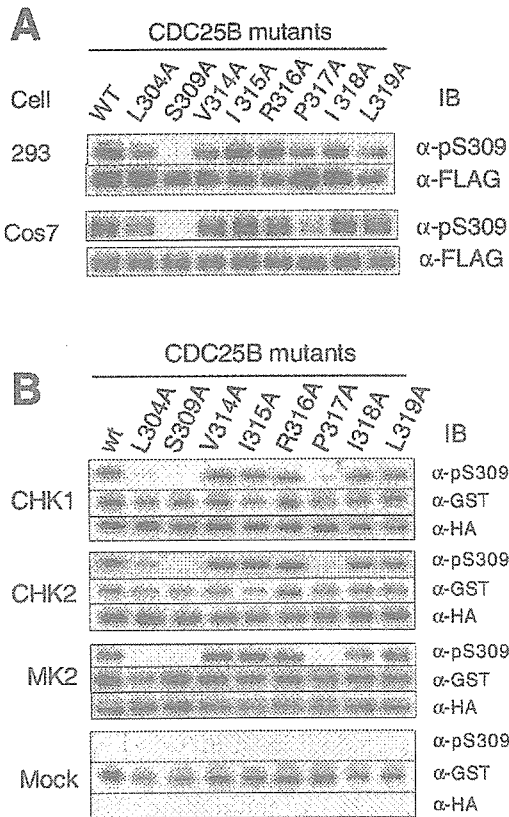 A
CDC25B mutants
Cell WT L304A S309A V314A I315A R316A P317A I318A L319A IB
293 α-pS309
α-FLAG
Cos7 α-pS309
α-FLAG
B
CDC25B mutants
wt L304A S309A V314A I315A R316A P317A I318A L319A IB
CHK1 α-pS309
α-GST
α-HA
CHK2 α-pS309
α-GST
α-HA
MK2 α-pS309
α-GST
α-HA
Mock α-pS309
α-GST
α-HA